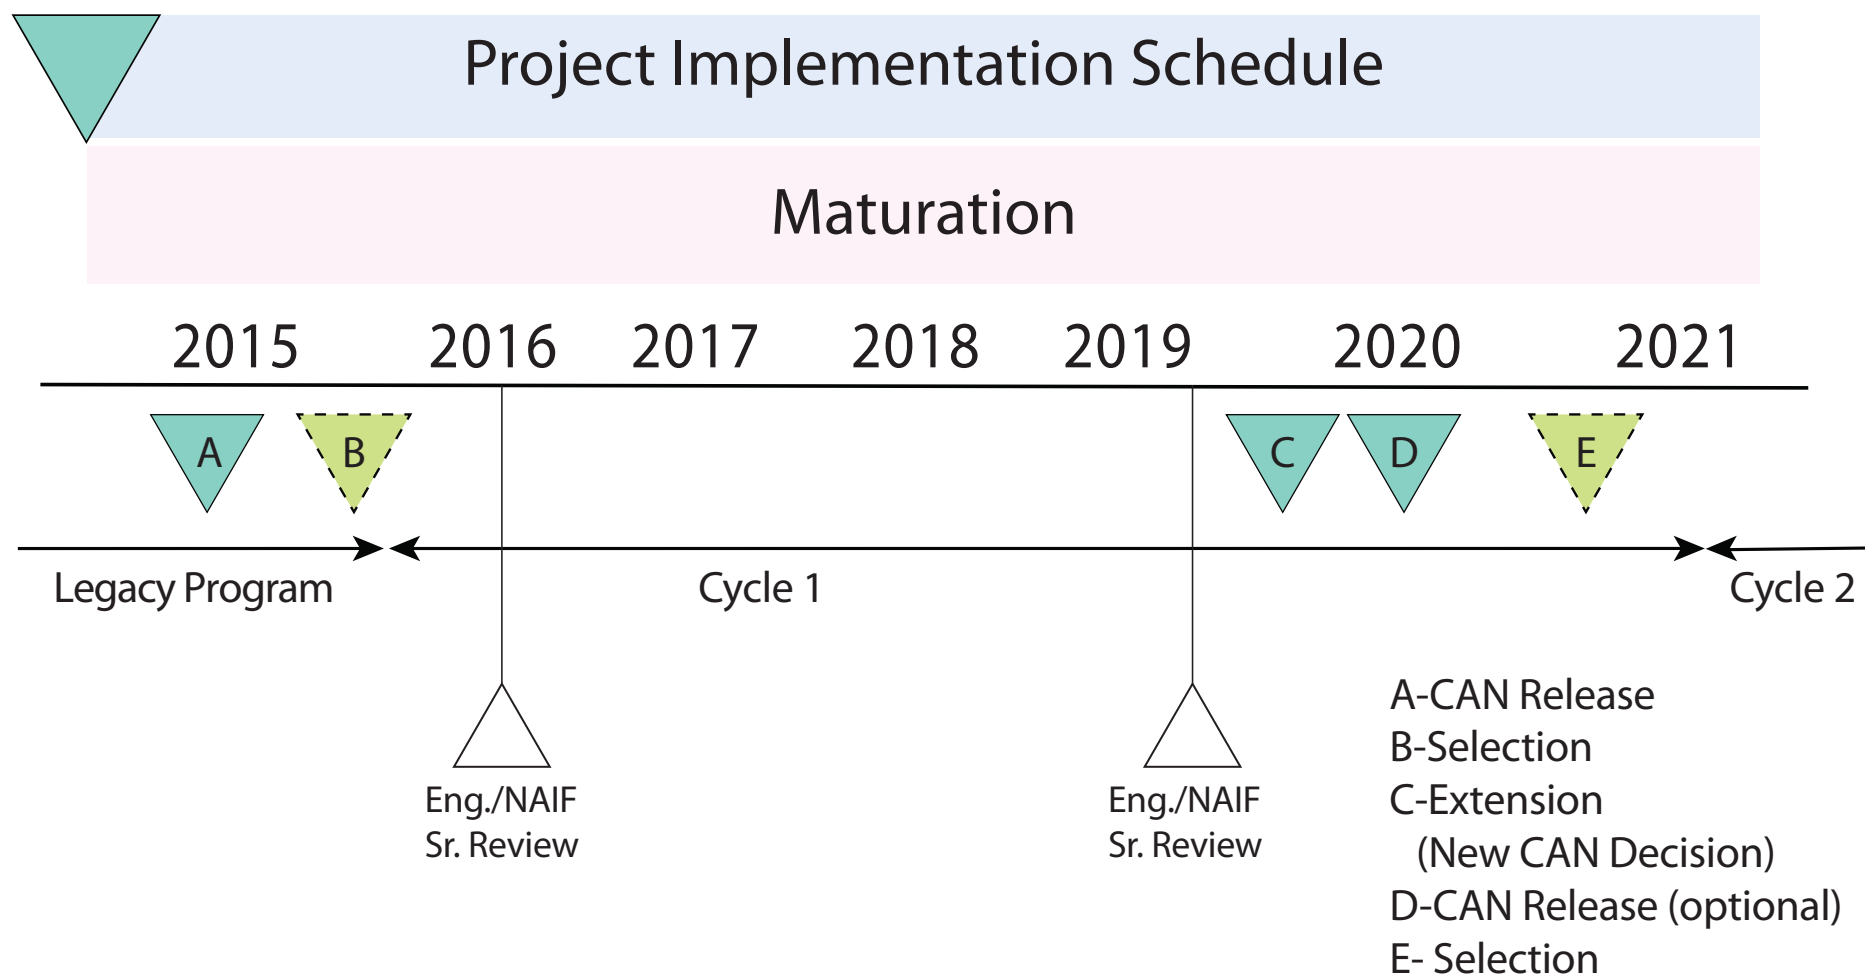 Project Implementation Schedule
Maturation
2015 2016 2017 2018 2019 2020 2021
A B C D E
Legacy Program Cycle 1 Cycle 2
Eng./NAIF
Sr. Review
Eng./NAIF
Sr. Review
A-CAN Release
B-Selection
C-Extension
(New CAN Decision)
D-CAN Release (optional)
E- Selection